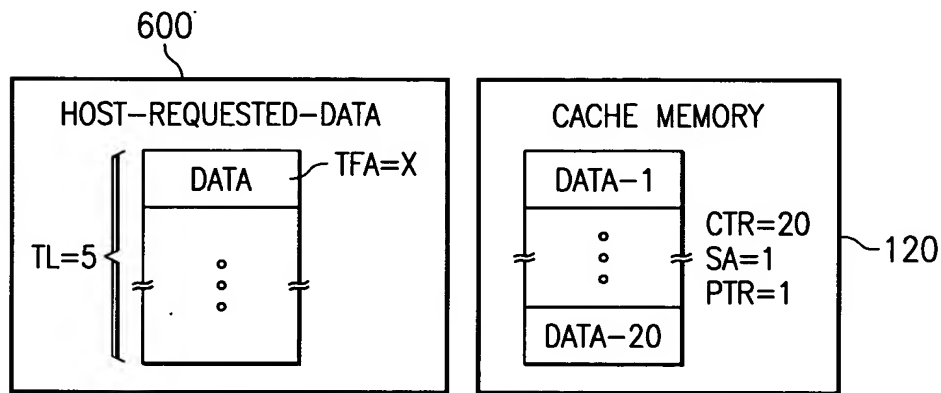 600
HOST-REQUESTED-DATA
DATA
TFA=X
TL=5
CACHE MEMORY
DATA-1
CTR=20
SA=1
PTR=1
DATA-20
120